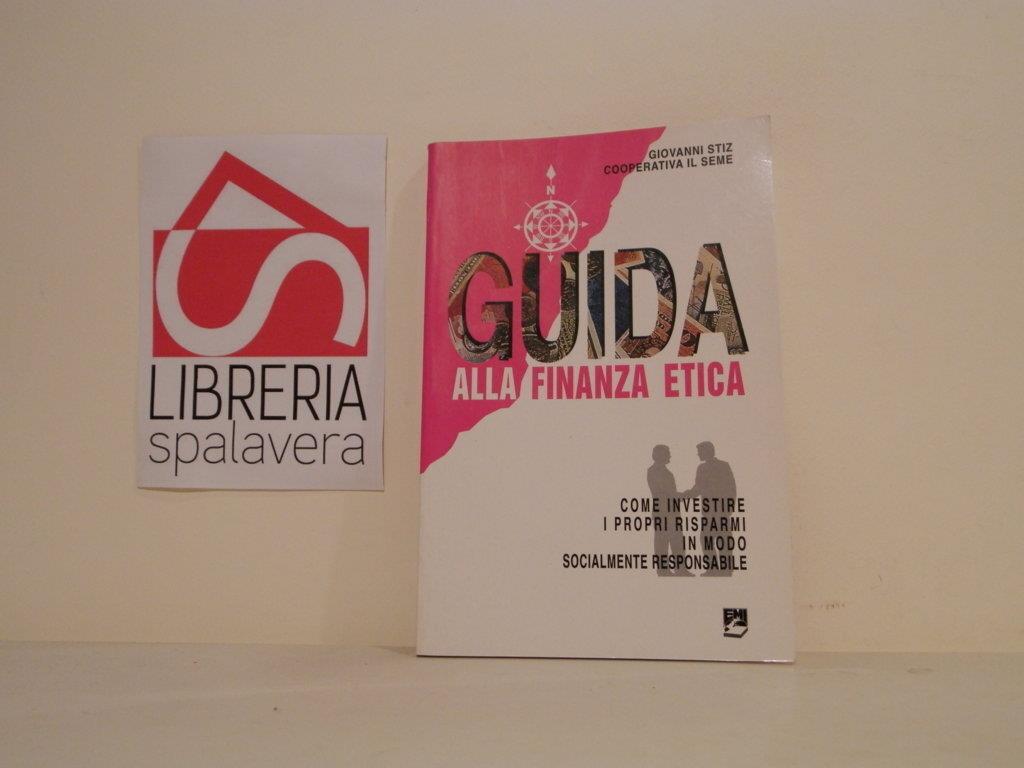 LIBRERIA
spalavera
GIOVANNI STIZ
COOPERATIVA IL SEME
N
GUIDA
ALLA FINANZA ETICA
COME INVESTIRE
I PROPRI RISPARMI
IN MODO
SOCIALMENTE RESPONSABILE
EMI